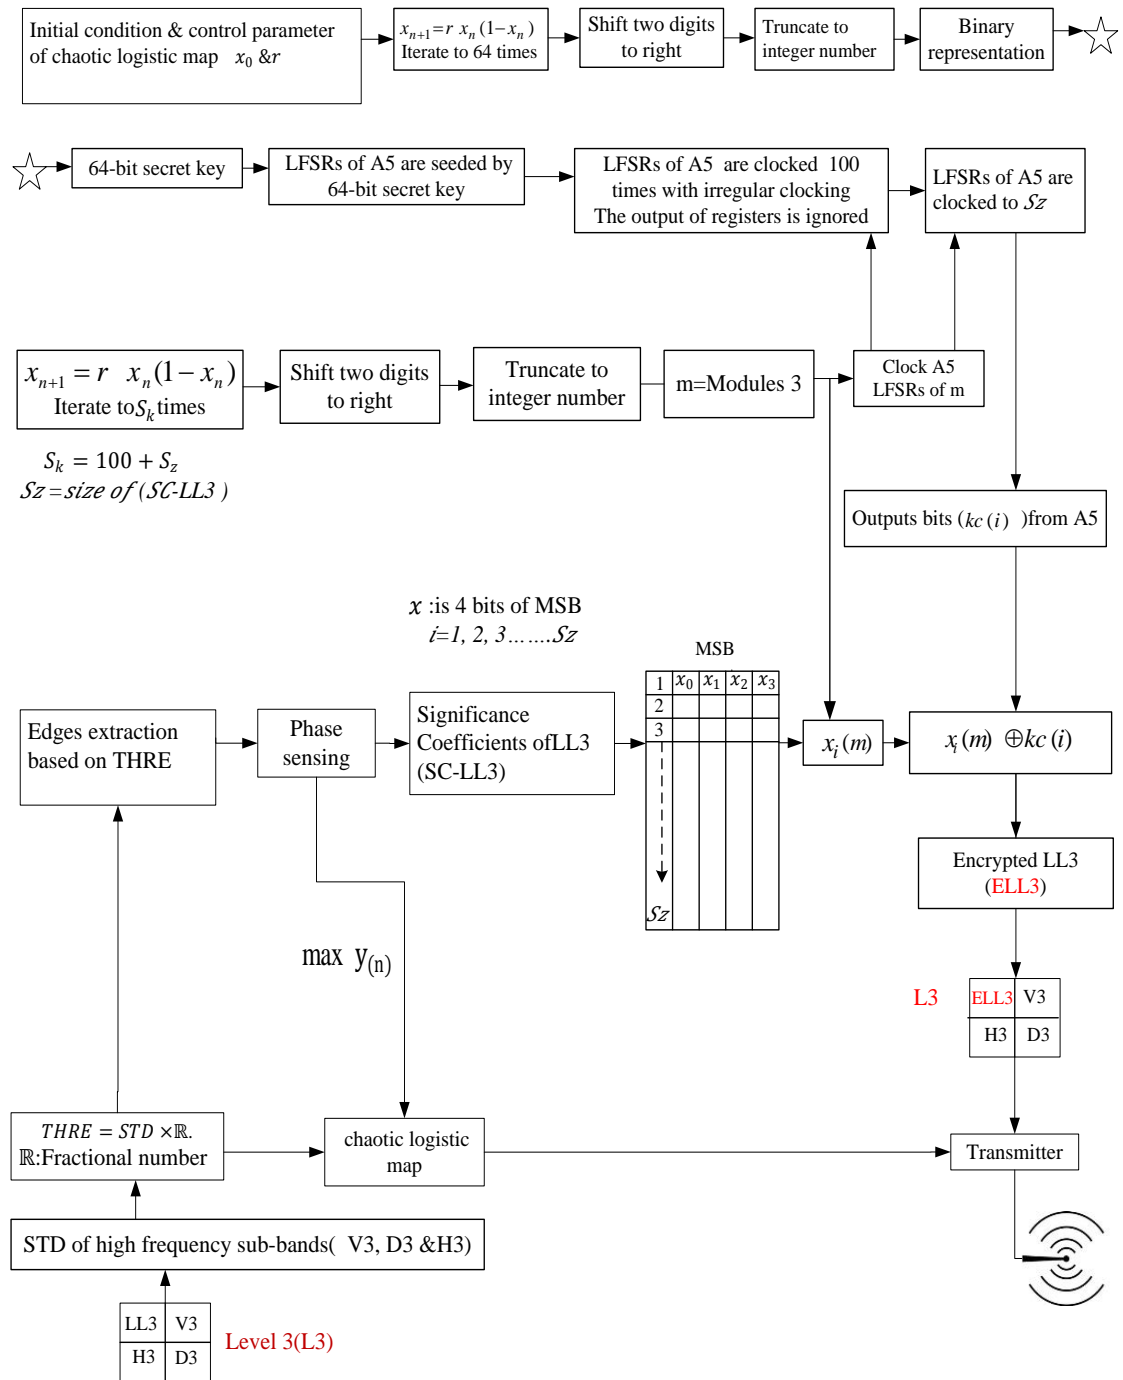 Initial condition & control parameter
of chaotic logistic map x₀ &r
xₙ₊₁=r xₙ(1−xₙ)
Iterate to 64 times
Shift two digits
to right
Truncate to
integer number
Binary
representation
64-bit secret key
LFSRs of A5 are seeded by
64-bit secret key
LFSRs of A5 are clocked 100
times with irregular clocking
The output of registers is ignored
LFSRs of A5 are
clocked to Sz
xₙ₊₁ = r xₙ(1−xₙ)
Iterate to Sₖ times
Shift two digits
to right
Truncate to
integer number
m=Modules 3
Clock A5
LFSRs of m
Sₖ = 100 + S_z
Sz=size of (SC-LL3 )
Outputs bits (kc(i) )from A5
x :is 4 bits of MSB
i=1, 2, 3…….Sz
MSB
1 x₀ x₁ x₂ x₃
2
3
Sz
Edges extraction
based on THRE
Phase
sensing
Significance
Coefficients ofLL3
(SC-LL3)
xᵢ(m)
xᵢ(m) ⊕kc(i)
Encrypted LL3
(ELL3)
max y₍ₙ₎
L3
ELL3 V3
H3 D3
THRE = STD ×ℝ.
ℝ:Fractional number
chaotic logistic
map
Transmitter
STD of high frequency sub-bands( V3, D3 &H3)
LL3 V3
H3 D3
Level 3(L3)